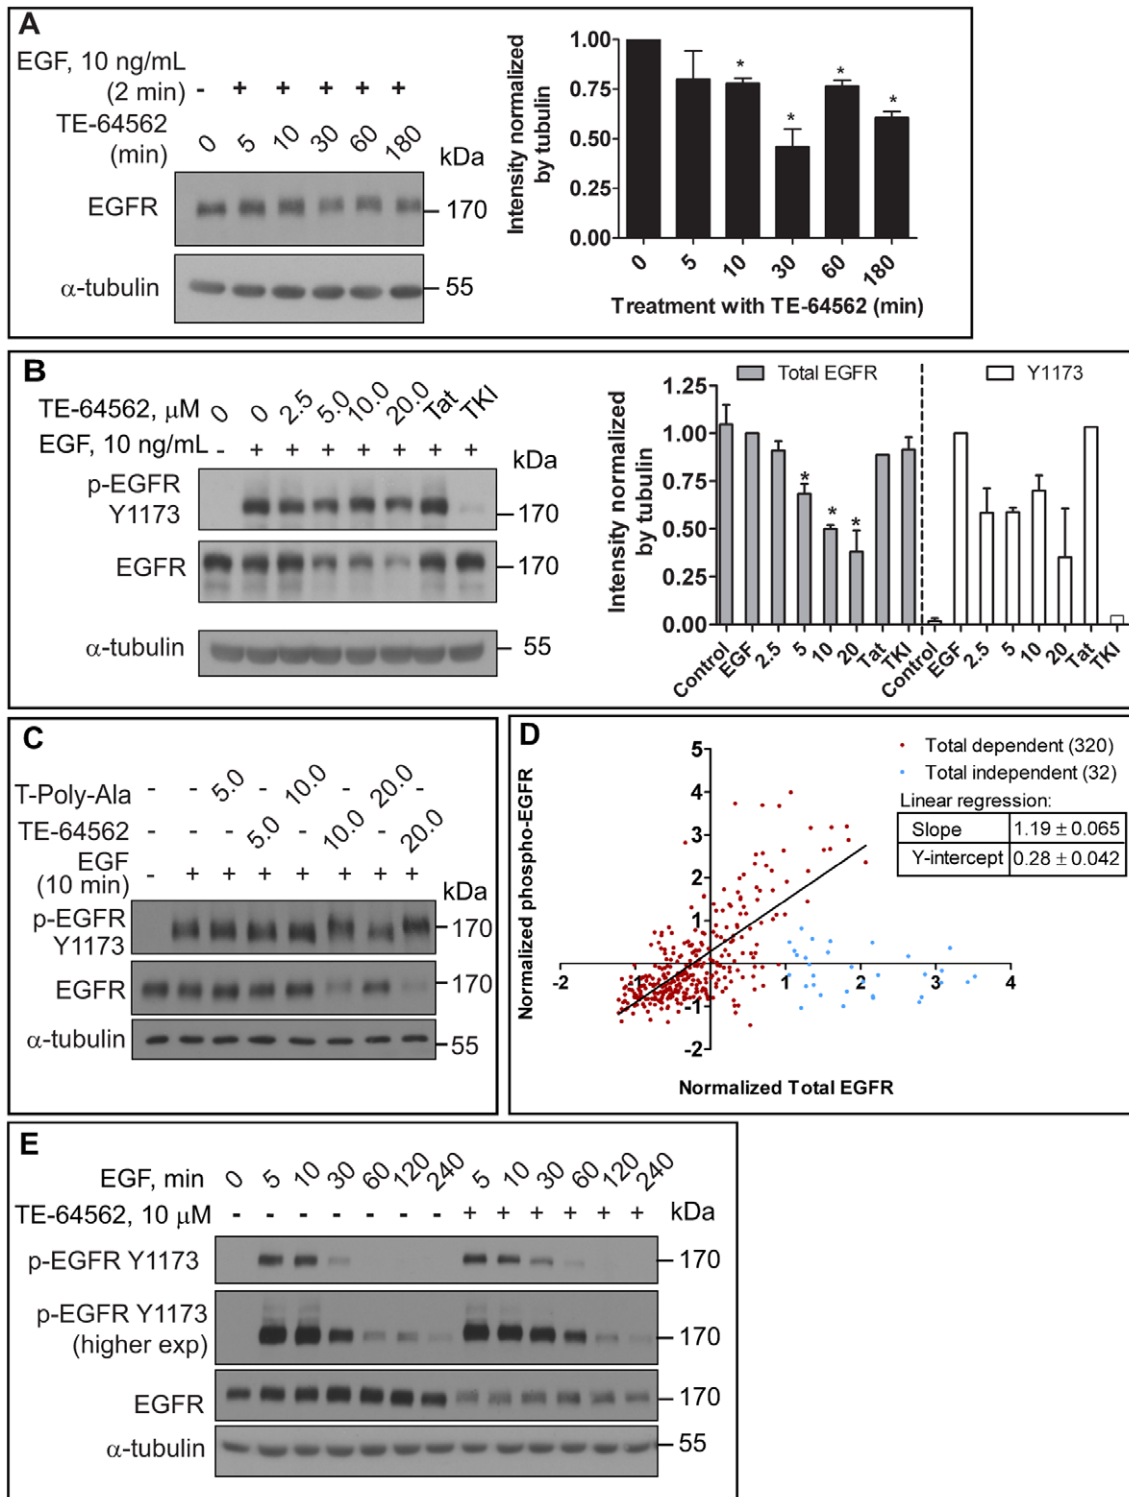 A
EGF, 10 ng/mL
(2 min) - + + + + +
TE-64562
(min) 0 5 10 30 60 180
kDa
EGFR 170
α-tubulin 55
Intensity normalized
by tubulin
1.00
0.75
0.50
0.25
0.00
* * * *
0 5 10 30 60 180
Treatment with TE-64562 (min)
B
TE-64562, μM 0 0 2.5 5.0 10.0 20.0 Tat TKI
EGF, 10 ng/mL - + + + + + + +
kDa
p-EGFR
Y1173 170
EGFR 170
α-tubulin 55
Total EGFR Y1173
Intensity normalized
by tubulin
1.25
1.00
0.75
0.50
0.25
0.00
* * *
Control EGF 2.5 5 10 20 Tat TKI Control EGF 2.5 5 10 20 Tat TKI
C
T-Poly-Ala - - 5.0 - 10.0 - 20.0 -
TE-64562 - - - 5.0 - 10.0 - 20.0
EGF
(10 min) - + + + + + + +
kDa
p-EGFR
Y1173 170
EGFR 170
α-tubulin 55
D
Total dependent (320)
Total independent (32)
Linear regression:
Slope 1.19 ± 0.065
Y-intercept 0.28 ± 0.042
Normalized phospho-EGFR
5
4
3
2
1
-1
-2
-2 -1 1 2 3 4
Normalized Total EGFR
E
EGF, min 0 5 10 30 60 120 240 5 10 30 60 120 240
TE-64562, 10 μM - - - - - - - + + + + + +
kDa
p-EGFR Y1173 170
p-EGFR Y1173
(higher exp) 170
EGFR 170
α-tubulin 55